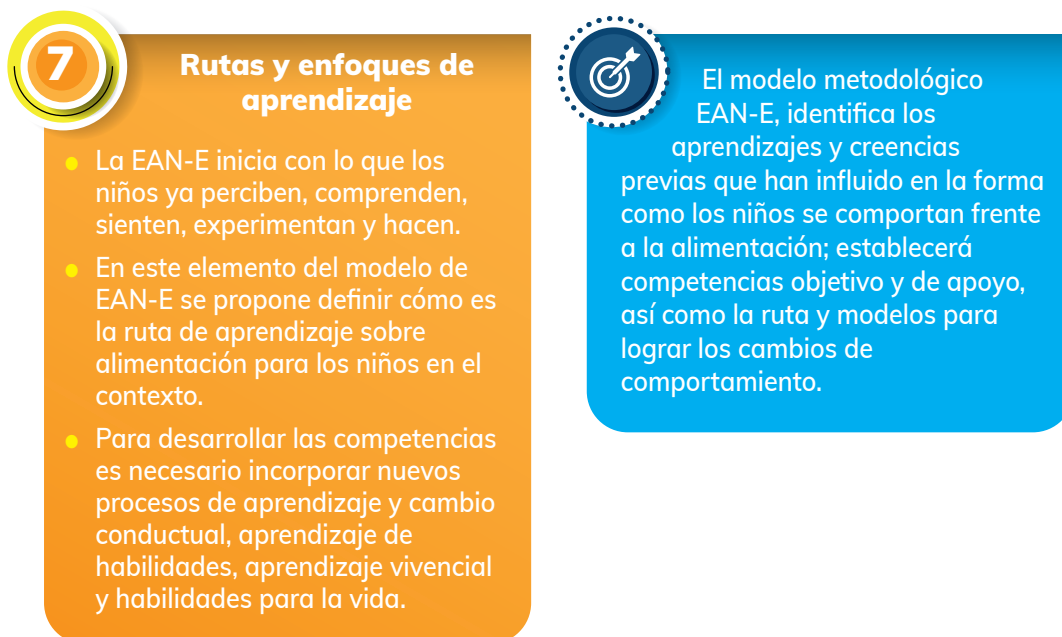 7
Rutas y enfoques de
aprendizaje
La EAN-E inicia con lo que los
niños ya perciben, comprenden,
sienten, experimentan y hacen.
En este elemento del modelo de
EAN-E se propone definir cómo es
la ruta de aprendizaje sobre
alimentación para los niños en el
contexto.
Para desarrollar las competencias
es necesario incorporar nuevos
procesos de aprendizaje y cambio
conductual, aprendizaje de
habilidades, aprendizaje vivencial
y habilidades para la vida.
El modelo metodológico
EAN-E, identifica los
aprendizajes y creencias
previas que han influido en la forma
como los niños se comportan frente
a la alimentación; establecerá
competencias objetivo y de apoyo,
así como la ruta y modelos para
lograr los cambios de
comportamiento.